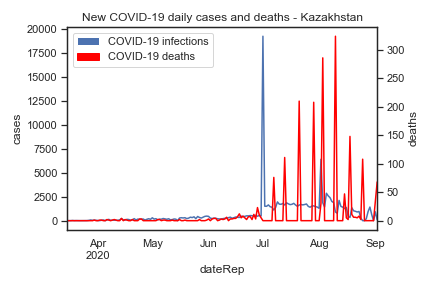 New COVID-19 daily cases and deaths - Kazakhstan
COVID-19 infections
COVID-19 deaths
20000
17500
15000
12500
10000
7500
5000
2500
0
cases
300
250
200
150
100
50
0
deaths
Apr
2020
May
Jun
Jul
Aug
Sep
dateRep